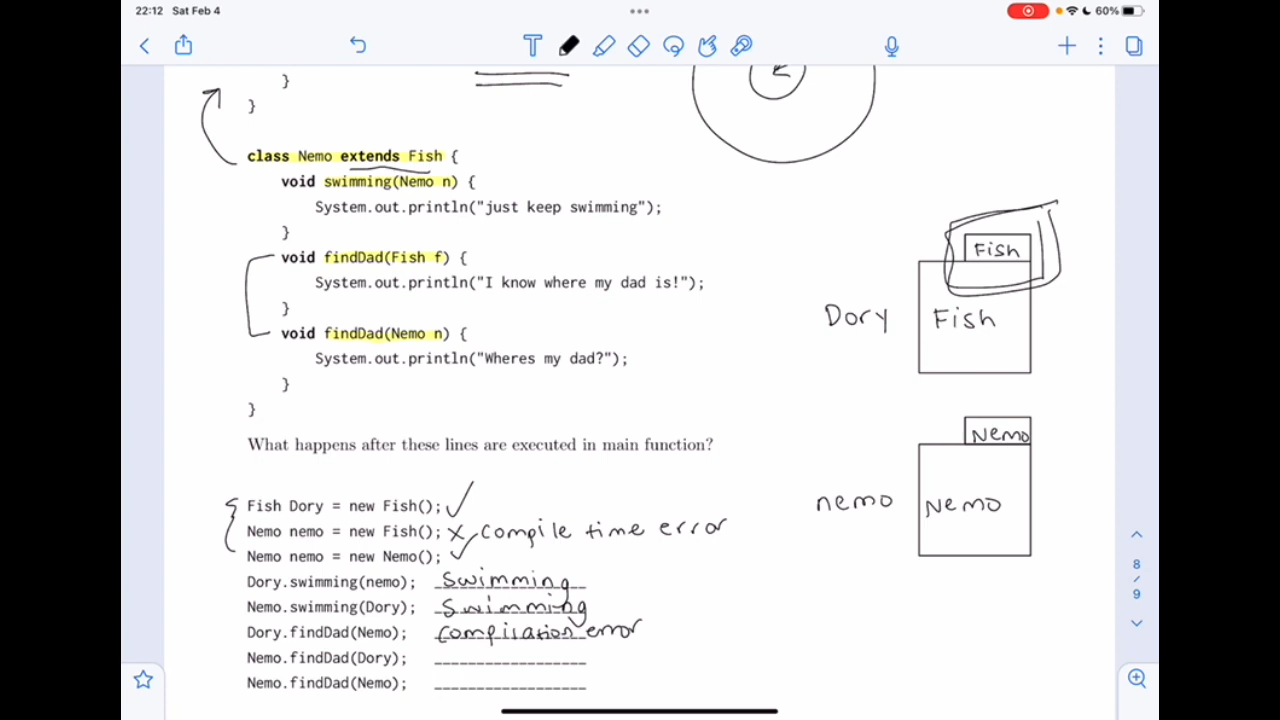 22:12 Sat Feb 4
60%
}
}
class Nemo extends Fish {
void swimming(Nemo n) {
System.out.println("just keep swimming");
}
void findDad(Fish f) {
System.out.println("I know where my dad is!");
}
void findDad(Nemo n) {
System.out.println("Wheres my dad?");
}
}
Fish
Dory Fish
Nemo
nemo Nemo
What happens after these lines are executed in main function?
Fish Dory = new Fish();
Nemo nemo = new Fish(); x compile time error
Nemo nemo = new Nemo();
Dory.swimming(nemo); swimming
Nemo.swimming(Dory); swimming
Dory.findDad(Nemo); compilation error
Nemo.findDad(Dory);
Nemo.findDad(Nemo);
8
/
9